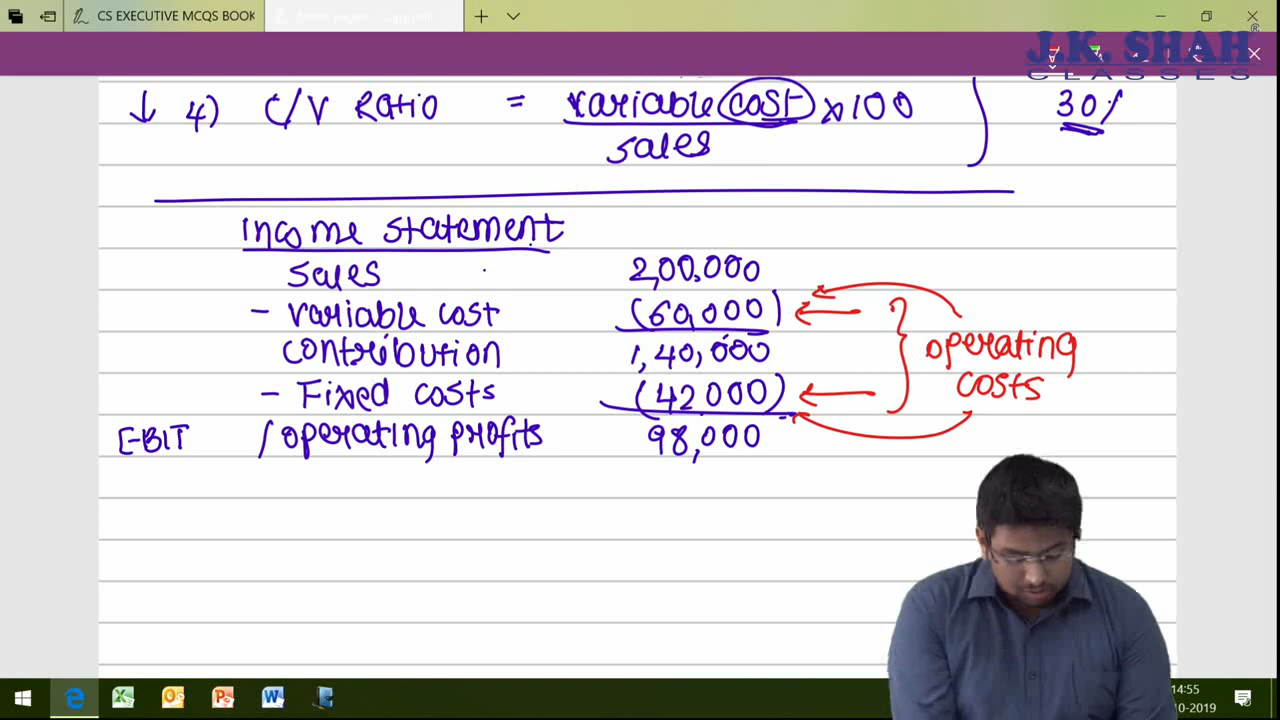 CS EXECUTIVE MCQS BOOK
J.K. SHAH®
CLASSES
↓ 4) C/V Ratio = variable cost × 100 30%
sales
Income statement
sales 2,00,000
- variable cost (60,000)
contribution 1,40,000
operating
- Fixed costs (42000)
costs
EBIT / operating profits 98,000
14:55
10-2019